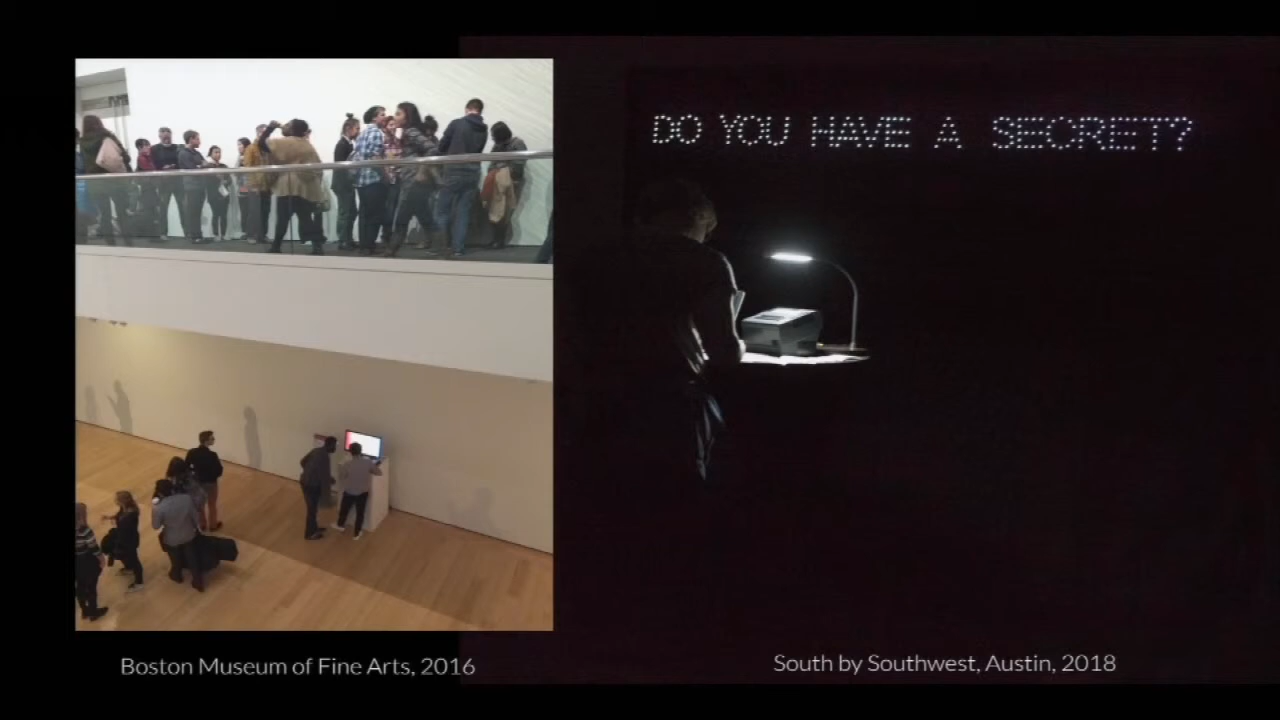 DO YOU HAVE A SECRET?
Boston Museum of Fine Arts, 2016
South by Southwest, Austin, 2018